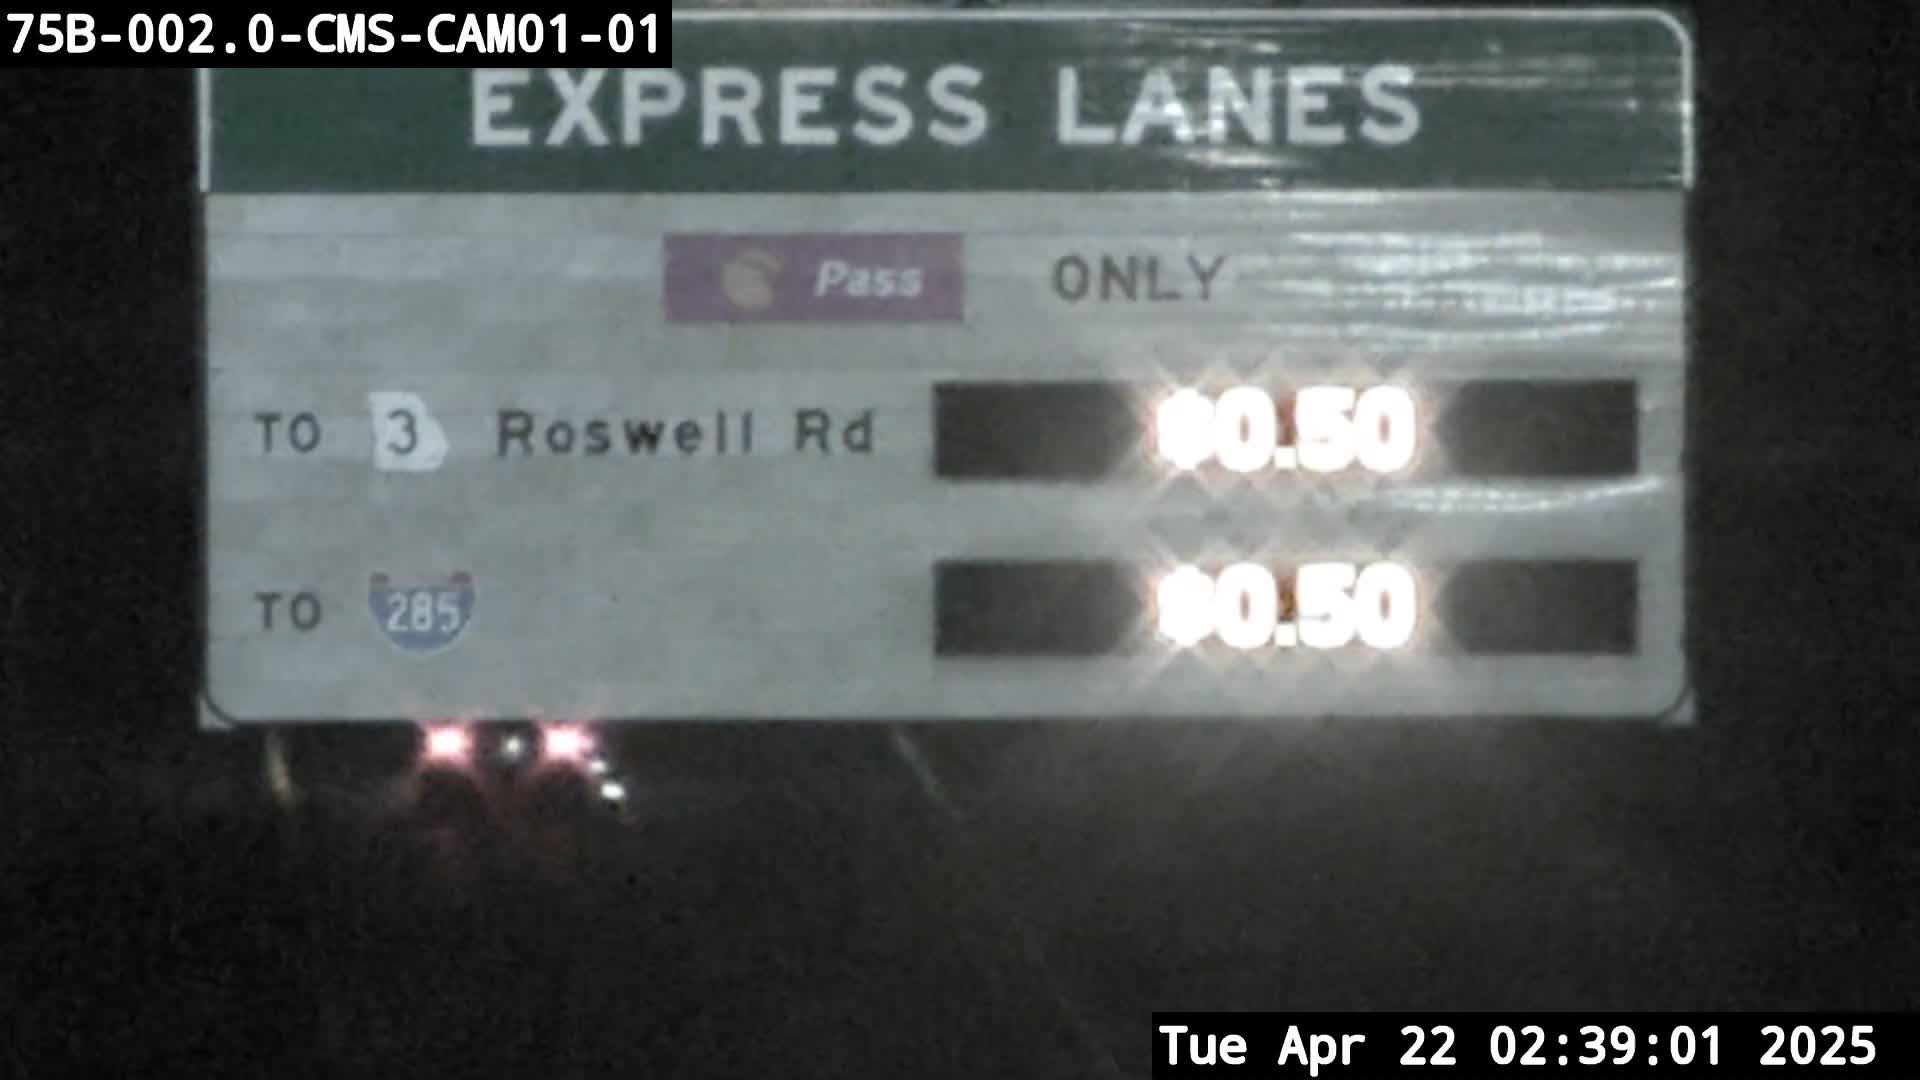 75B-002.0-CMS-CAM01-01
EXPRESS LANES
Pass ONLY
TO 3 Roswell Rd $0.50
TO 285 $0.50
Tue Apr 22 02:39:01 2025